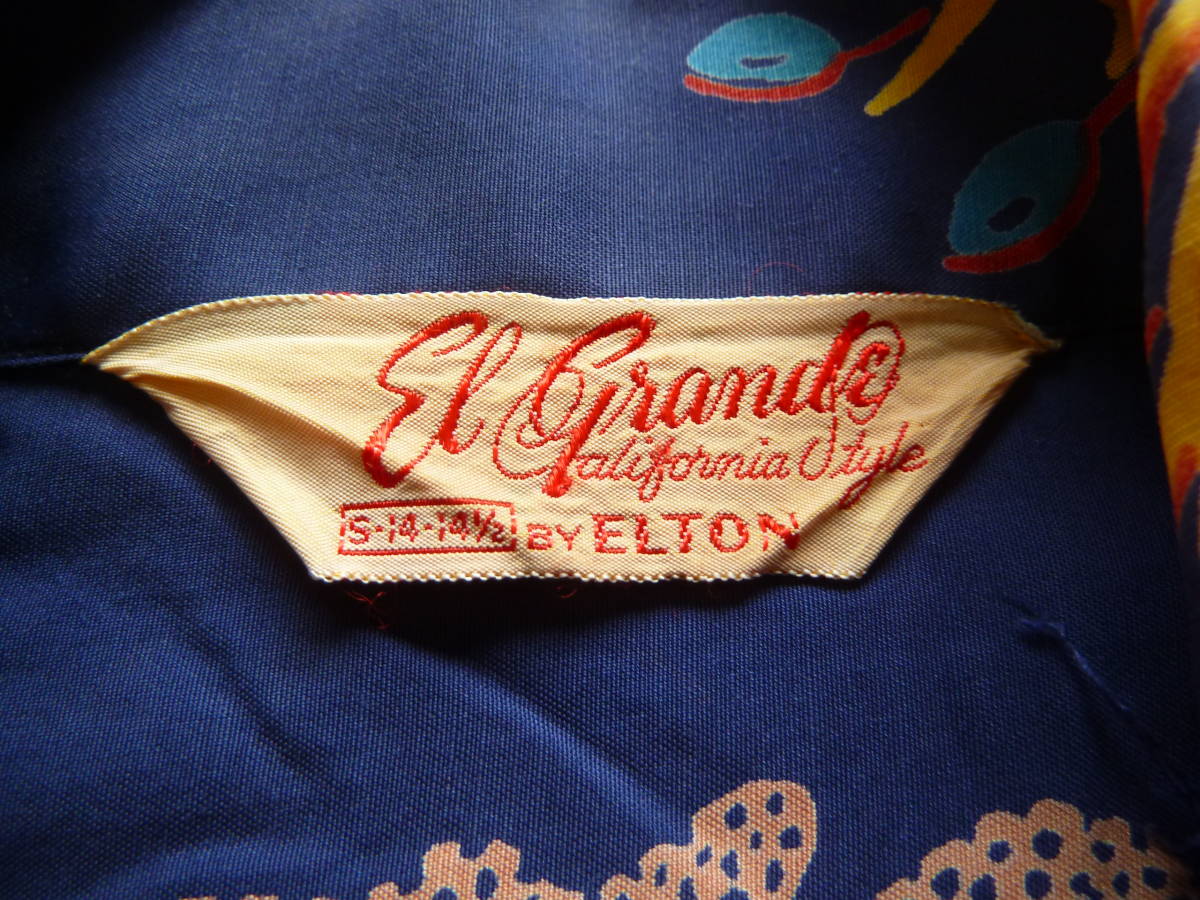 El Grande
California Style
S-14-14½ BY ELTON